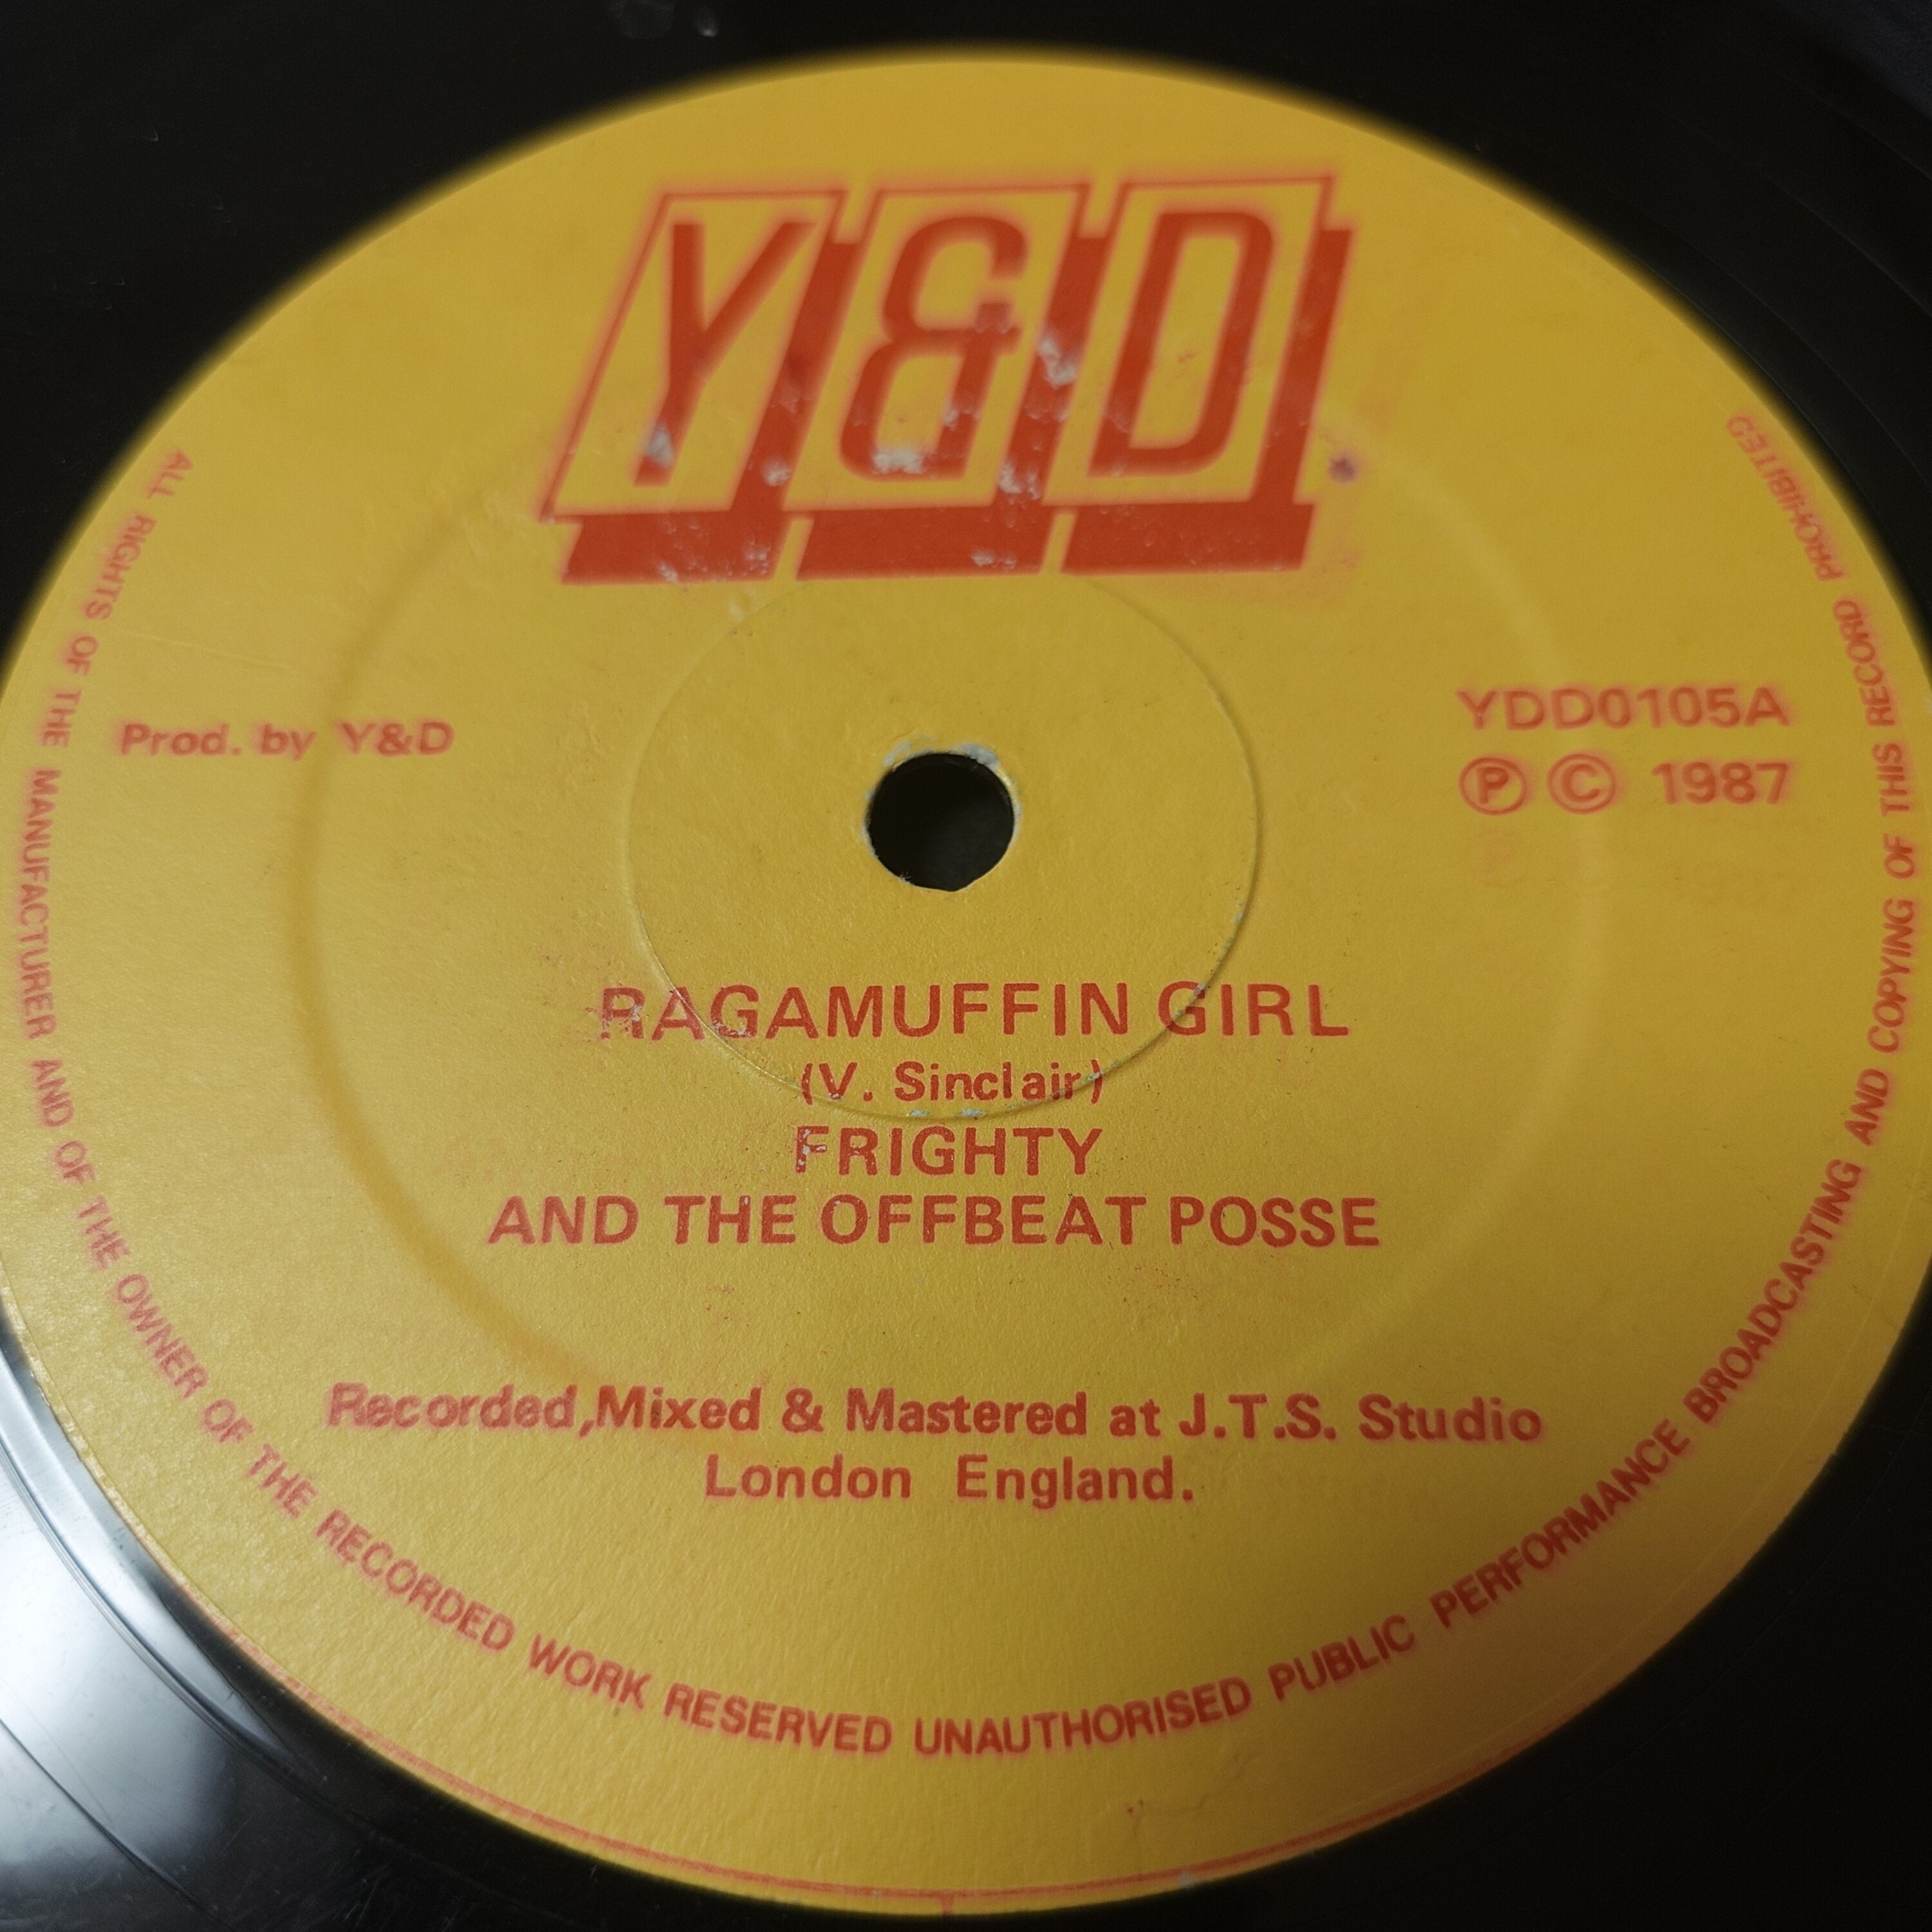 Y&D
Prod. by Y&D
YDD0105A
Ⓟ © 1987
RAGAMUFFIN GIRL
(V. Sinclair)
FRIGHTY
AND THE OFFBEAT POSSE
Recorded,Mixed & Mastered at J.T.S. Studio
London England.
ALL RIGHTS OF THE MANUFACTURER AND OF THE OWNER OF THE RECORDED WORK RESERVED UNAUTHORISED PUBLIC PERFORMANCE BROADCASTING AND COPYING OF THIS RECORD PROHIBITED